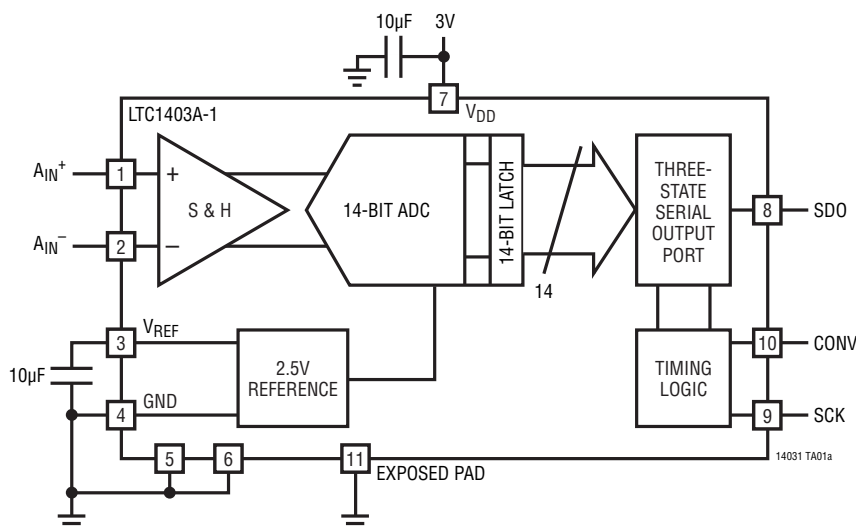 10µF
3V
7
VDD
LTC1403A-1
AIN+
1
+
S & H
AIN–
2
–
14-BIT ADC
14-BIT LATCH
14
THREE-
STATE
SERIAL
OUTPUT
PORT
8
SDO
3
VREF
10µF
2.5V
REFERENCE
4
GND
TIMING
LOGIC
10
CONV
9
SCK
5
6
11
EXPOSED PAD
14031 TA01a